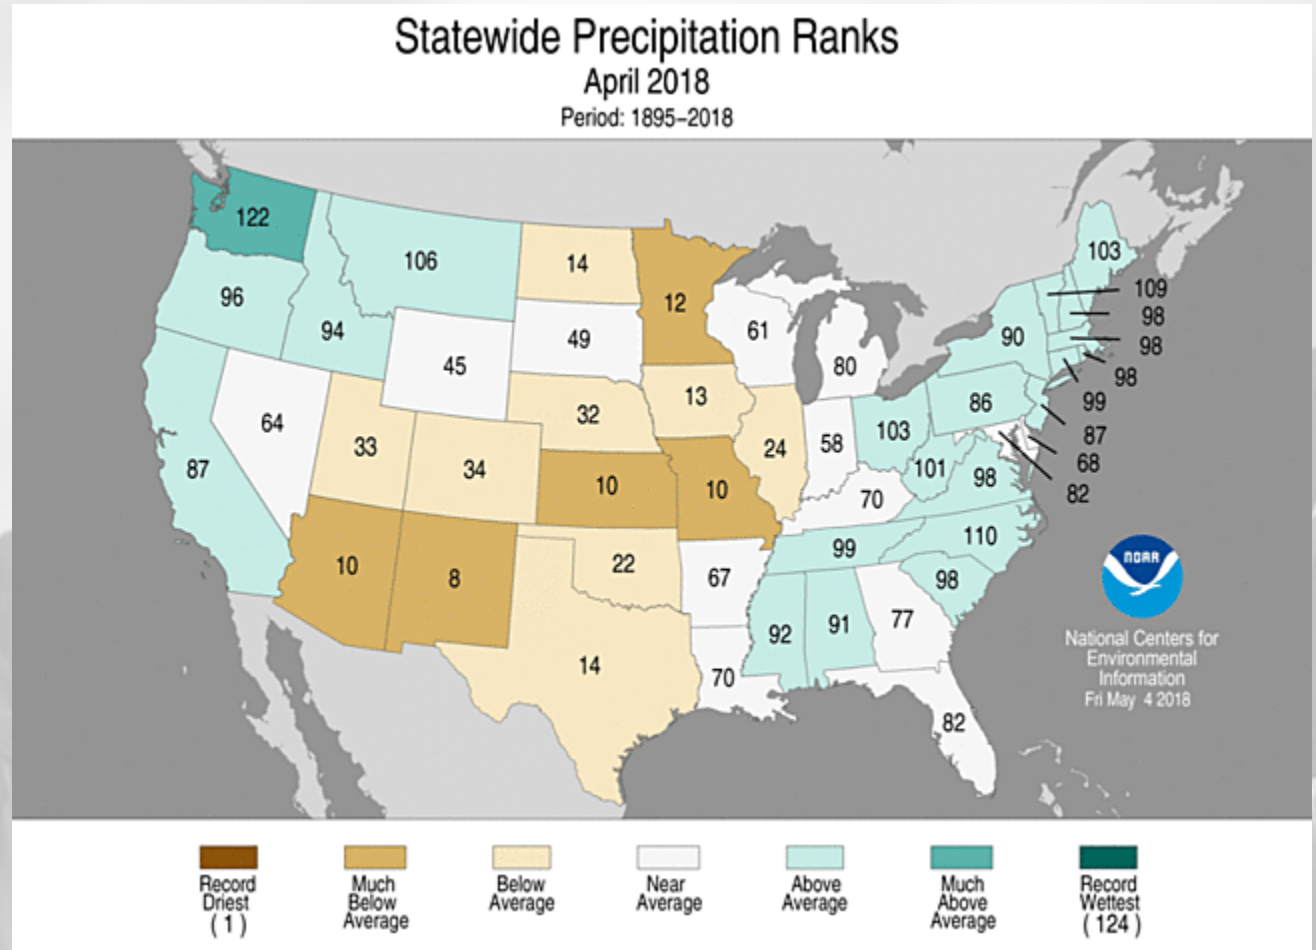 Statewide Precipitation Ranks
April 2018
Period: 1895–2018
122
106
14
12
103
109
96
94
45
49
61
80
90
98
98
98
99
87
68
82
64
33
34
32
13
24
58
103
86
101
98
87
10
10
70
110
10
8
22
67
99
98
92
91
77
14
70
82
NOAA
National Centers for
Environmental
Information
Fri May 4 2018
Record
Driest
( 1 )
Much
Below
Average
Below
Average
Near
Average
Above
Average
Much
Above
Average
Record
Wettest
( 124 )